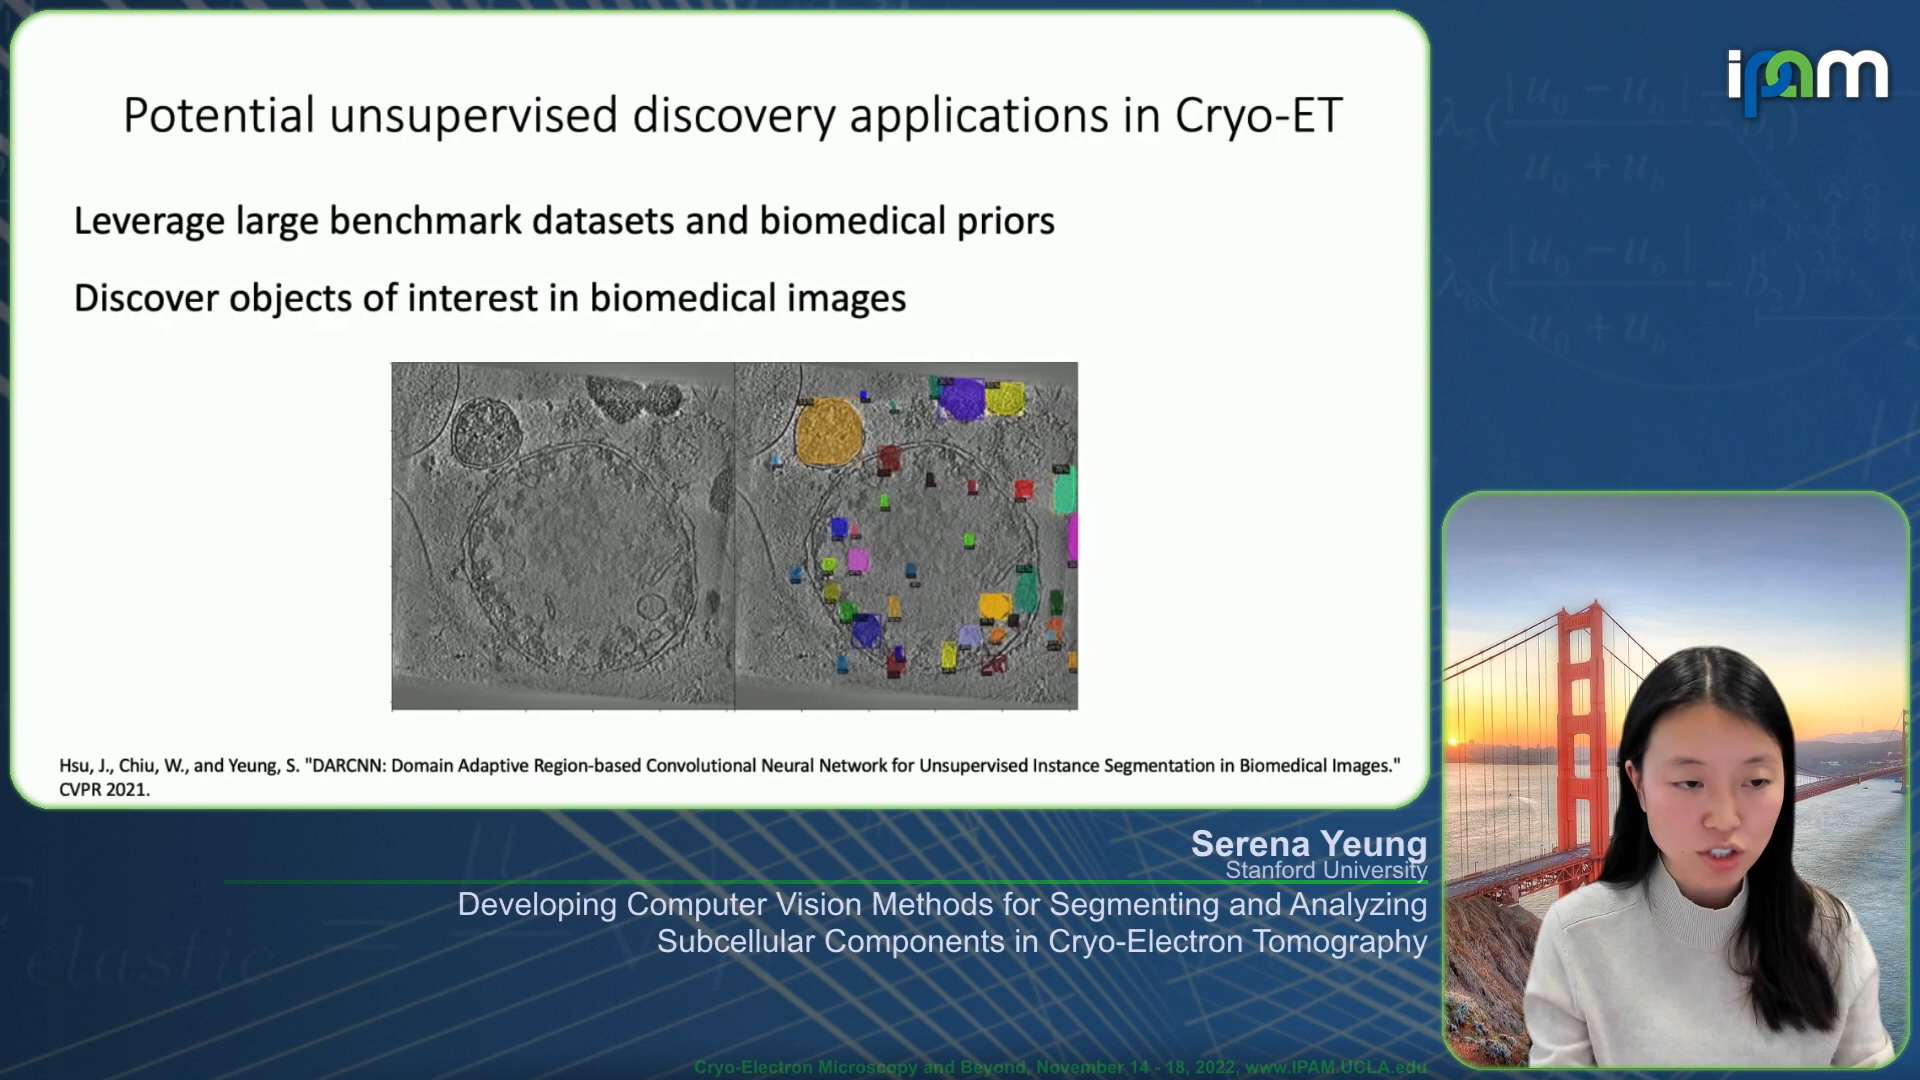 Potential unsupervised discovery applications in Cryo-ET
ipam
Leverage large benchmark datasets and biomedical priors
Discover objects of interest in biomedical images
Hsu, J., Chiu, W., and Yeung, S. "DARCNN: Domain Adaptive Region-based Convolutional Neural Network for Unsupervised Instance Segmentation in Biomedical Images."
CVPR 2021.
Serena Yeung
Stanford University
Developing Computer Vision Methods for Segmenting and Analyzing
Subcellular Components in Cryo-Electron Tomography
elastic
Cryo-Electron Microscopy and Beyond, November 14 - 18, 2022, www.IPAM.UCLA.edu